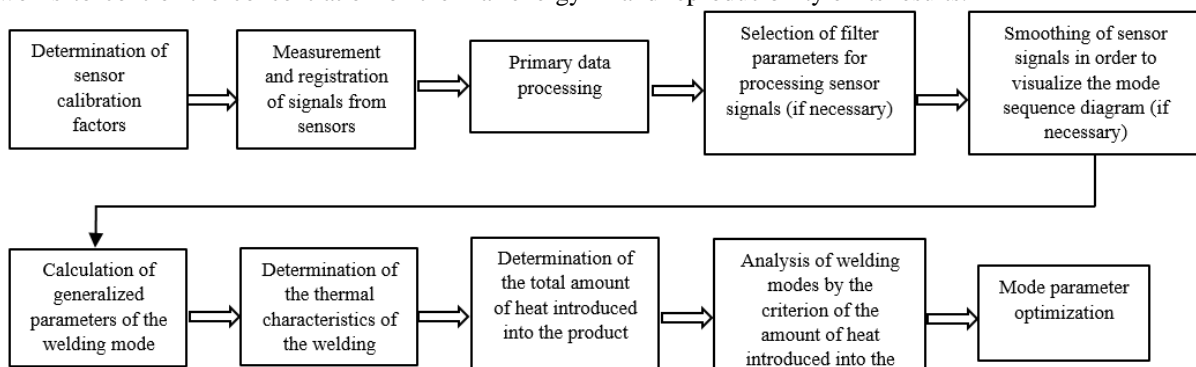 Determination of
sensor
calibration
factors
Measurement
and registration
of signals from
sensors
Primary data
processing
Selection of filter
parameters for
processing sensor
signals (if necessary)
Smoothing of sensor
signals in order to
visualize the mode
sequence diagram (if
necessary)
Calculation of
generalized
parameters of the
welding mode
Determination of
the thermal
characteristics of
the welding
Determination of
the total amount
of heat introduced
into the product
Analysis of welding
modes by the
criterion of the
amount of heat
introduced into the
Mode parameter
optimization